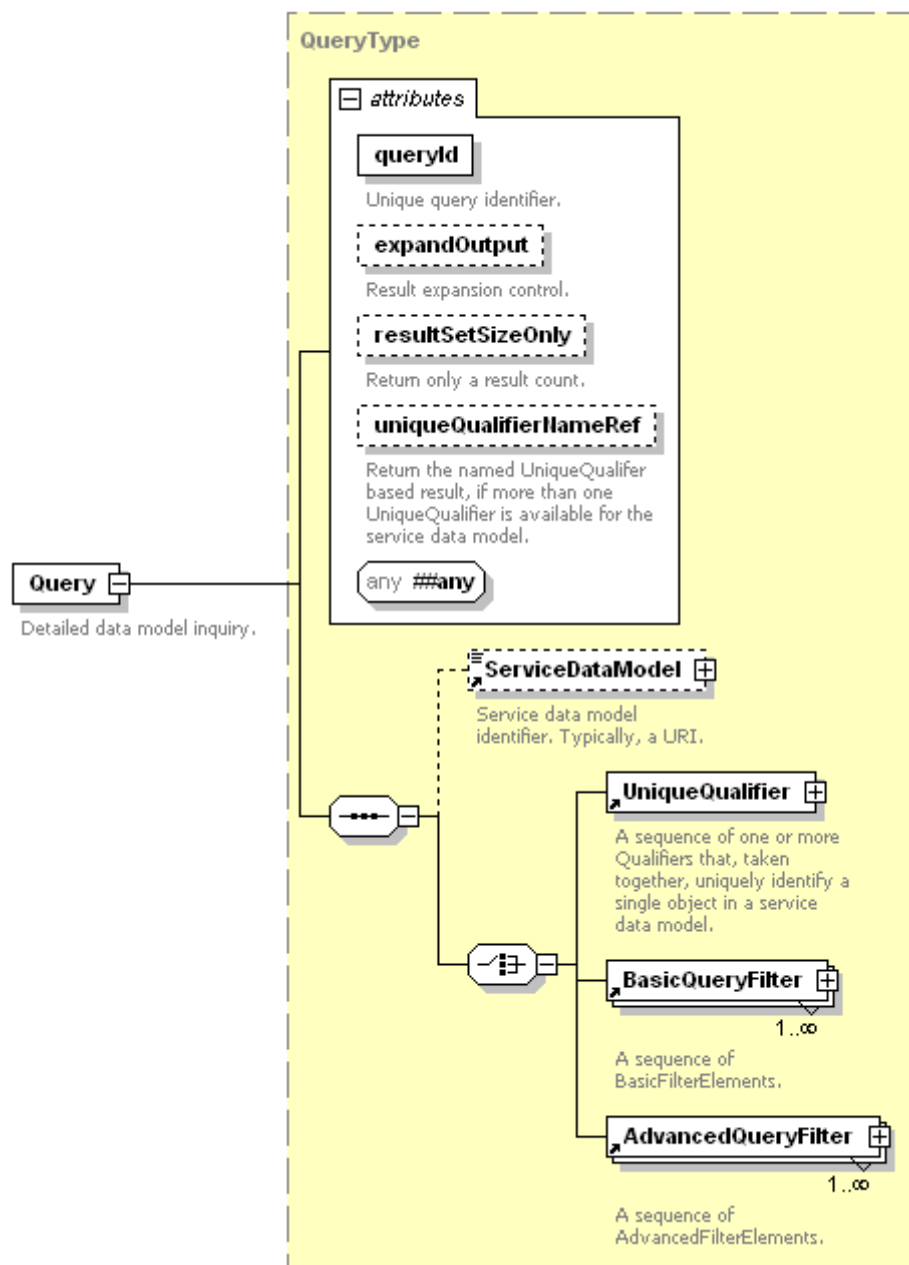 QueryType
attributes
queryId
Unique query identifier.
expandOutput
Result expansion control.
resultSetSizeOnly
Return only a result count.
uniqueQualifierNameRef
Return the named UniqueQualifer
based result, if more than one
UniqueQualifier is available for the
service data model.
any ##any
Query
Detailed data model inquiry.
ServiceDataModel
Service data model
identifier. Typically, a URI.
UniqueQualifier
A sequence of one or more
Qualifiers that, taken
together, uniquely identify a
single object in a service
data model.
BasicQueryFilter
1..∞
A sequence of
BasicFilterElements.
AdvancedQueryFilter
1..∞
A sequence of
AdvancedFilterElements.